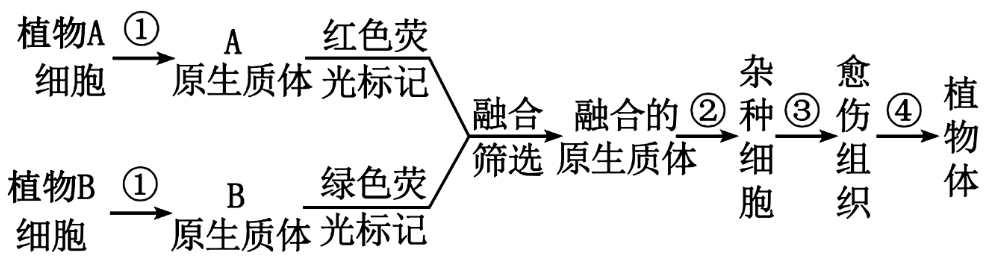 植物A
细胞
①
A
原生质体
红色荧
光标记
植物B
细胞
①
B
原生质体
绿色荧
光标记
融合
筛选
融合的
原生质体
②
杂种细胞
③
愈伤组织
④
植物体